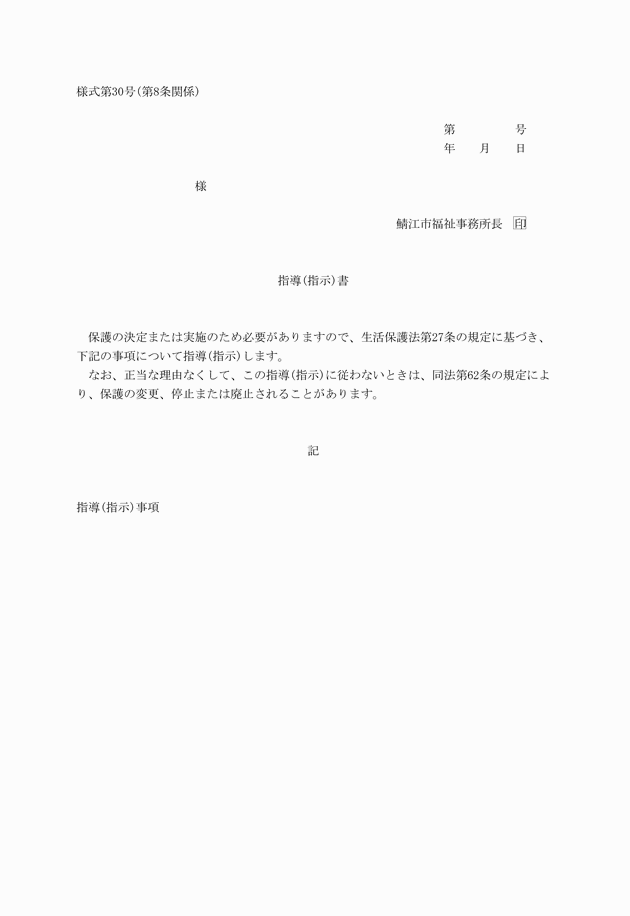 様式第30号(第8条関係)
第　　　　　号
年　　月　　日
様
鯖江市福祉事務所長　印
指導(指示)書
　保護の決定または実施のため必要がありますので、生活保護法第27条の規定に基づき、
下記の事項について指導(指示)します。
　なお、正当な理由なくして、この指導(指示)に従わないときは、同法第62条の規定によ
り、保護の変更、停止または廃止されることがあります。
記
指導(指示)事項